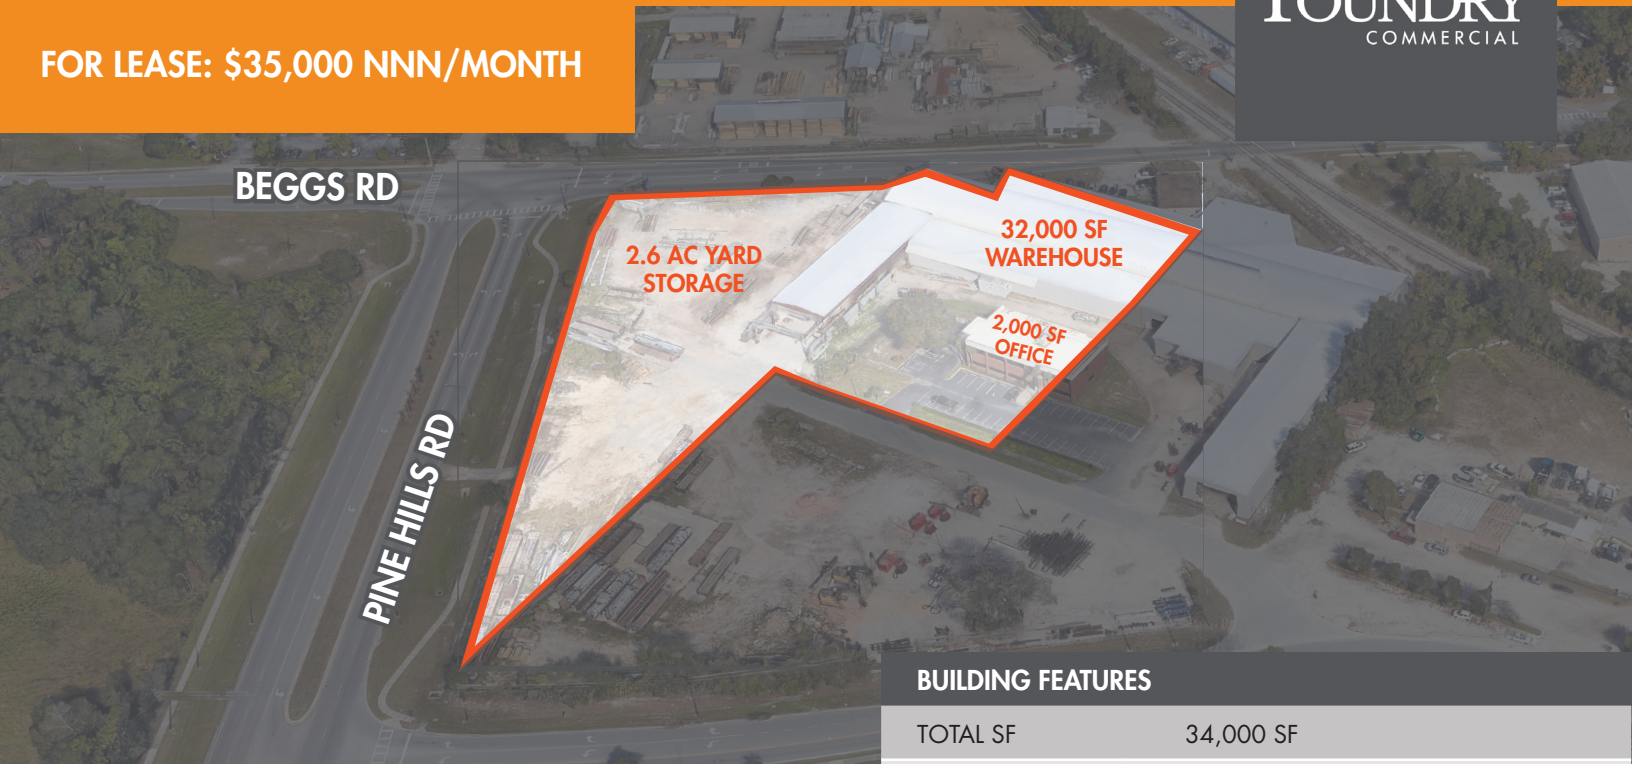 FOR LEASE: $35,000 NNN/MONTH
FOUNDRY
COMMERCIAL
BEGGS RD
2.6 AC YARD
STORAGE
32,000 SF
WAREHOUSE
2,000 SF
OFFICE
PINE HILLS RD
BUILDING FEATURES
TOTAL SF 34,000 SF